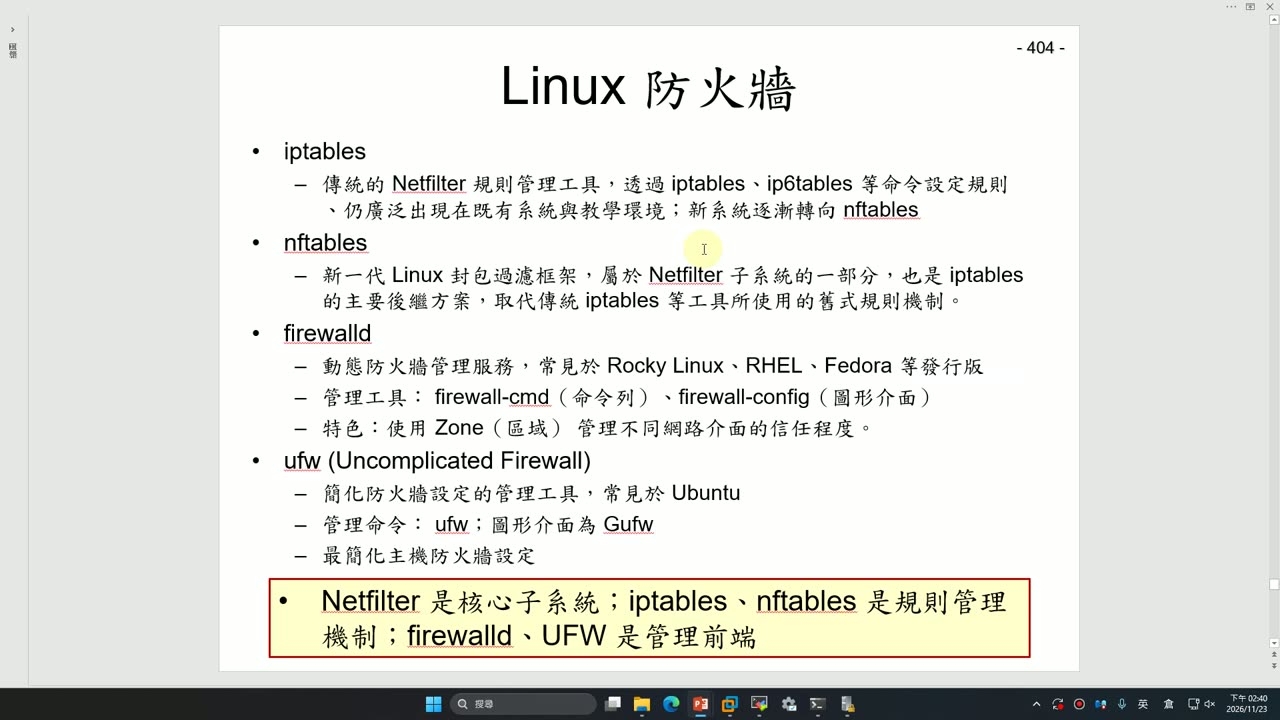 - 404 -
Linux 防火牆
• iptables
– 傳統的 Netfilter 規則管理工具，透過 iptables、ip6tables 等命令設定規則
、仍廣泛出現在既有系統與教學環境；新系統逐漸轉向 nftables
• nftables
– 新一代 Linux 封包過濾框架，屬於 Netfilter 子系統的一部分，也是 iptables
的主要後繼方案，取代傳統 iptables 等工具所使用的舊式規則機制。
• firewalld
– 動態防火牆管理服務，常見於 Rocky Linux、RHEL、Fedora 等發行版
– 管理工具： firewall-cmd（命令列）、firewall-config（圖形介面）
– 特色：使用 Zone（區域） 管理不同網路介面的信任程度。
• ufw (Uncomplicated Firewall)
– 簡化防火牆設定的管理工具，常見於 Ubuntu
– 管理命令： ufw；圖形介面為 Gufw
– 最簡化主機防火牆設定
• Netfilter 是核心子系統；iptables、nftables 是規則管理
機制；firewalld、UFW 是管理前端
搜尋
英
下午 02:40
2026/11/23